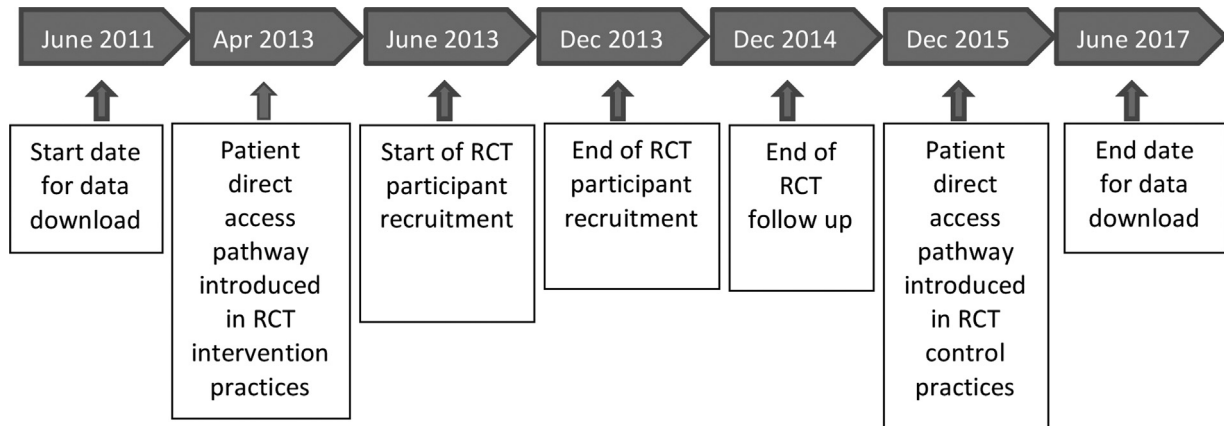 June 2011
Apr 2013
June 2013
Dec 2013
Dec 2014
Dec 2015
June 2017
Start date
for data
download
Patient
direct
access
pathway
introduced
in RCT
intervention
practices
Start of RCT
participant
recruitment
End of RCT
participant
recruitment
End of
RCT
follow up
Patient
direct
access
pathway
introduced
in RCT
control
practices
End date
for data
download